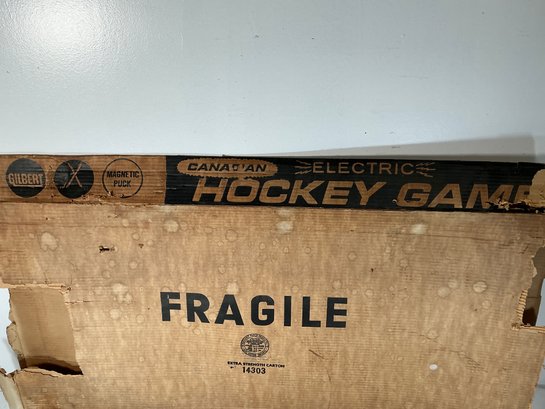 GILBERT
MAGNETIC
PUCK
CANADIAN
ELECTRIC
HOCKEY GAME
FRAGILE
EXTRA STRENGTH CARTON
14303